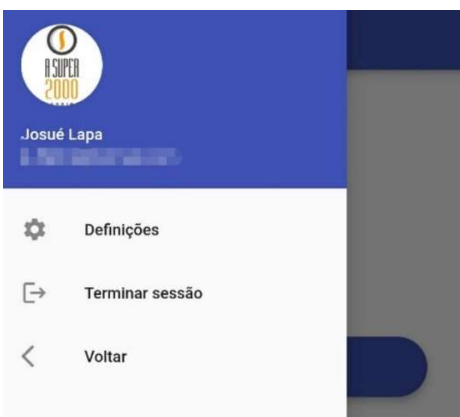 A SUPER
2000
Josué Lapa
Definições
Terminar sessão
Voltar